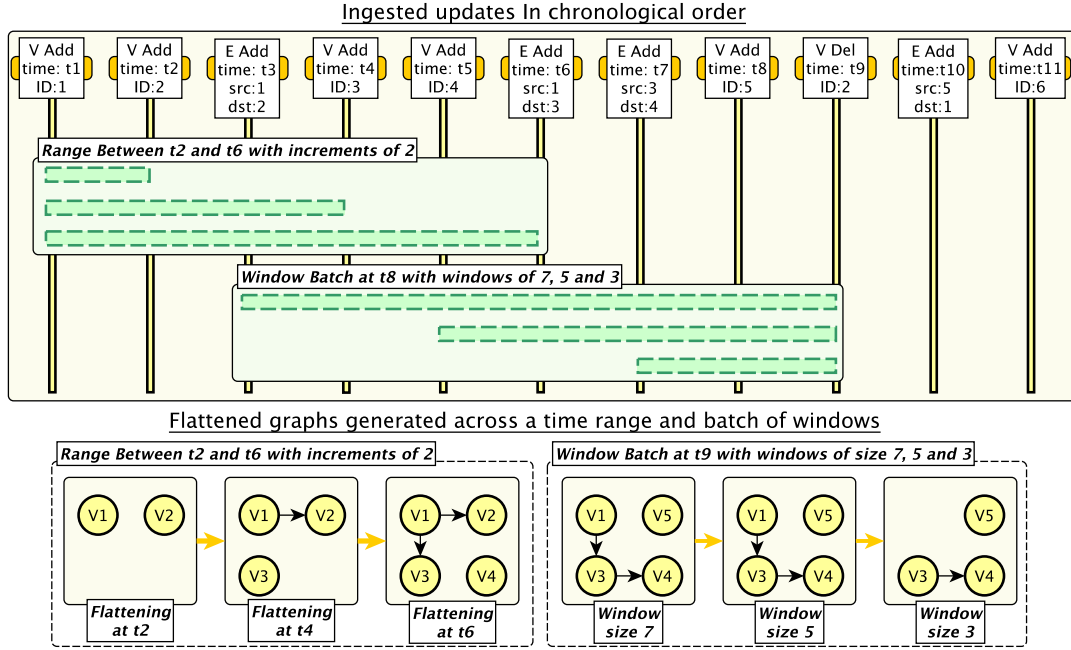 Ingested updates In chronological order
V Add
time: t1
ID:1
V Add
time: t2
ID:2
E Add
time: t3
src:1
dst:2
V Add
time: t4
ID:3
V Add
time: t5
ID:4
E Add
time: t6
src:1
dst:3
E Add
time: t7
src:3
dst:4
V Add
time: t8
ID:5
V Del
time: t9
ID:2
E Add
time:t10
src:5
dst:1
V Add
time:t11
ID:6
Range Between t2 and t6 with increments of 2
Window Batch at t8 with windows of 7, 5 and 3
Flattened graphs generated across a time range and batch of windows
Range Between t2 and t6 with increments of 2
V1 V2
Flattening
at t2
V1 V2
V3
Flattening
at t4
V1 V2
V3 V4
Flattening
at t6
Window Batch at t9 with windows of size 7, 5 and 3
V1 V5
V3 V4
Window
size 7
V1 V5
V3 V4
Window
size 5
V5
V3 V4
Window
size 3